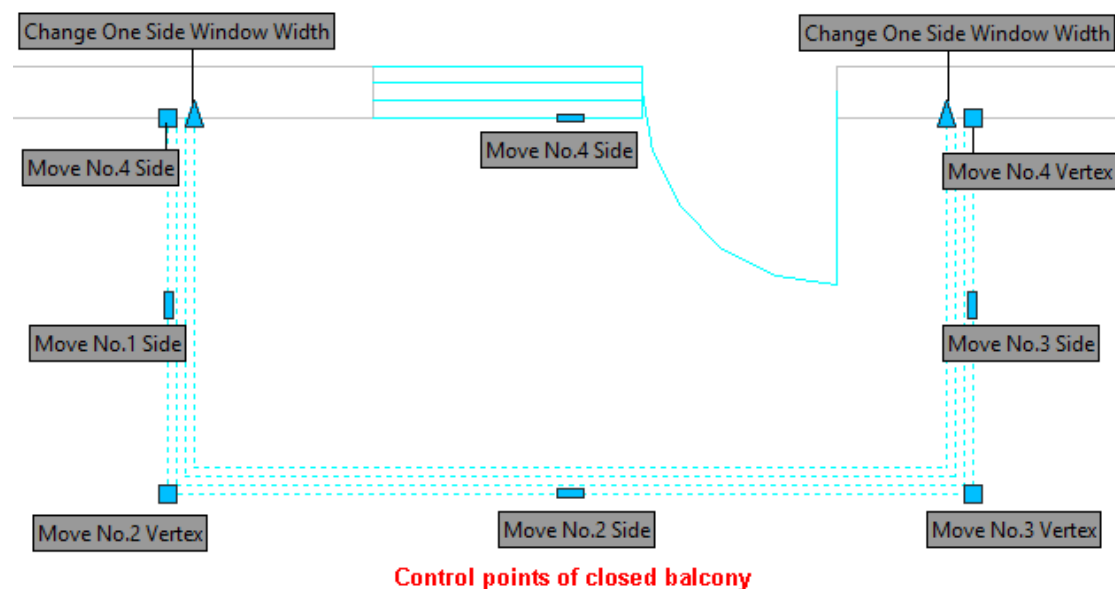 Change One Side Window Width
Change One Side Window Width
Move No.4 Side
Move No.4 Side
Move No.4 Vertex
Move No.1 Side
Move No.3 Side
Move No.2 Vertex
Move No.2 Side
Move No.3 Vertex
Control points of closed balcony